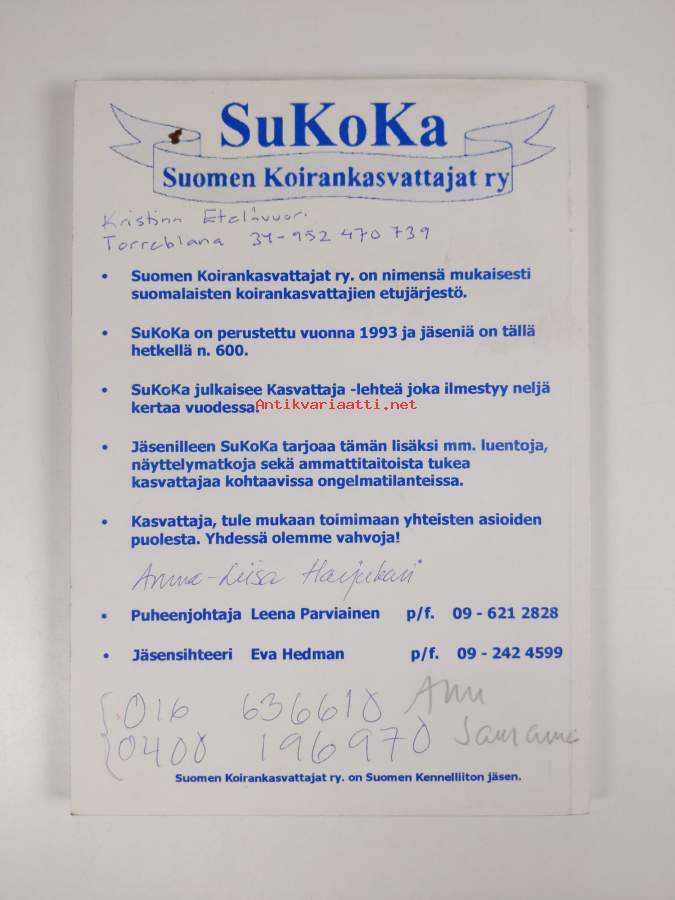 SuKoKa
Suomen Koirankasvattajat ry
Kristina Etelävuori
Torreblana 34-952 470 739
• Suomen Koirankasvattajat ry. on nimensä mukaisesti
suomalaisten koirankasvattajien etujärjestö.
• SuKoKa on perustettu vuonna 1993 ja jäseniä on tällä
hetkellä n. 600.
• SuKoKa julkaisee Kasvattaja -lehteä joka ilmestyy neljä
kertaa vuodessa!
Antikvariaatti.net
• Jäsenilleen SuKoKa tarjoaa tämän lisäksi mm. luentoja,
näyttelymatkoja sekä ammattitaitoista tukea
kasvattajaa kohtaavissa ongelmatilanteissa.
• Kasvattaja, tule mukaan toimimaan yhteisten asioiden
puolesta. Yhdessä olemme vahvoja!
Anna-Liisa
• Puheenjohtaja Leena Parviainen p/f. 09 - 621 2828
• Jäsensihteeri Eva Hedman p/f. 09 - 242 4599
016 636610
0400 196970
Suomen Koirankasvattajat ry. on Suomen Kennelliiton jäsen.